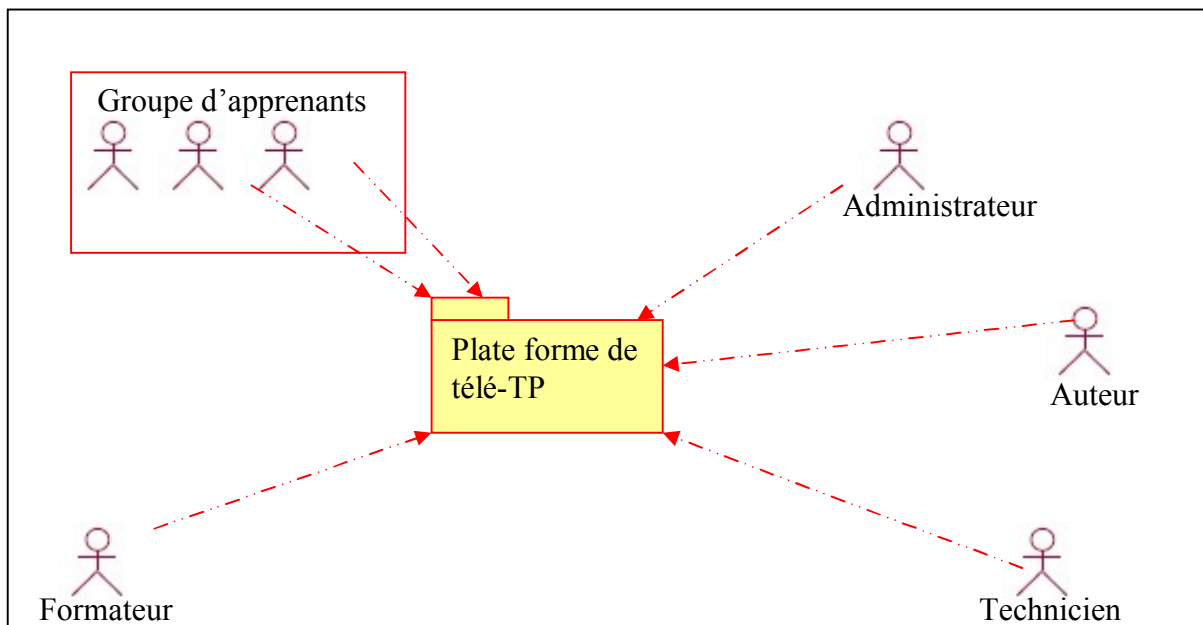 Groupe d’apprenants
Administrateur
Plate forme de
télé-TP
Auteur
Formateur
Technicien